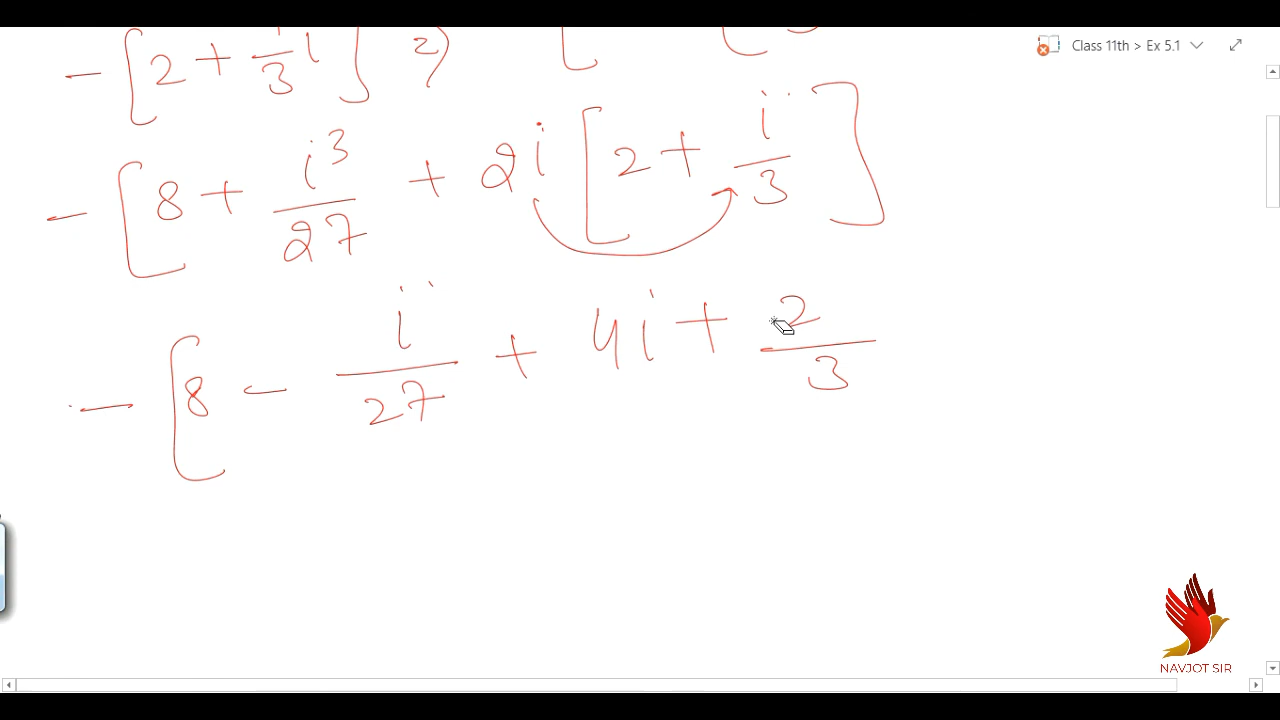 Class 11th > Ex 5.1
-[2 + 1/3 i]
-[8 + i³/27 + 2i[2 + i/3]
-[8 - i/27 + 4i + 2/3
NAVJOT SIR